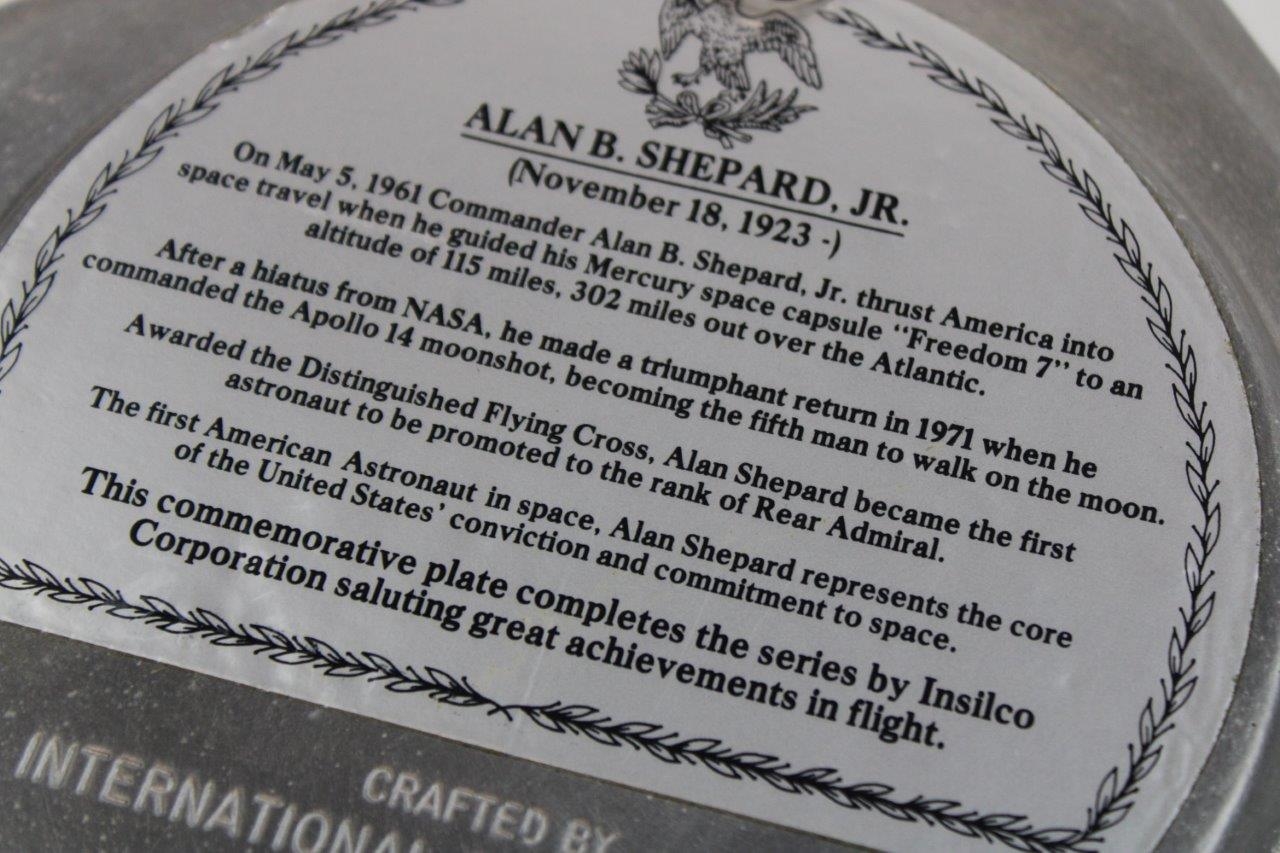 ALAN B. SHEPARD, JR.
(November 18, 1923 -)
On May 5, 1961 Commander Alan B. Shepard, Jr. thrust America into
space travel when he guided his Mercury space capsule "Freedom 7" to an
altitude of 115 miles, 302 miles out over the Atlantic.
After a hiatus from NASA, he made a triumphant return in 1971 when he
commanded the Apollo 14 moonshot, becoming the fifth man to walk on the moon.
Awarded the Distinguished Flying Cross, Alan Shepard became the first
astronaut to be promoted to the rank of Rear Admiral.
The first American Astronaut in space, Alan Shepard represents the core
of the United States' conviction and commitment to space.
This commemorative plate completes the series by Insilco
Corporation saluting great achievements in flight.
CRAFTED BY
INTERNATIONAL